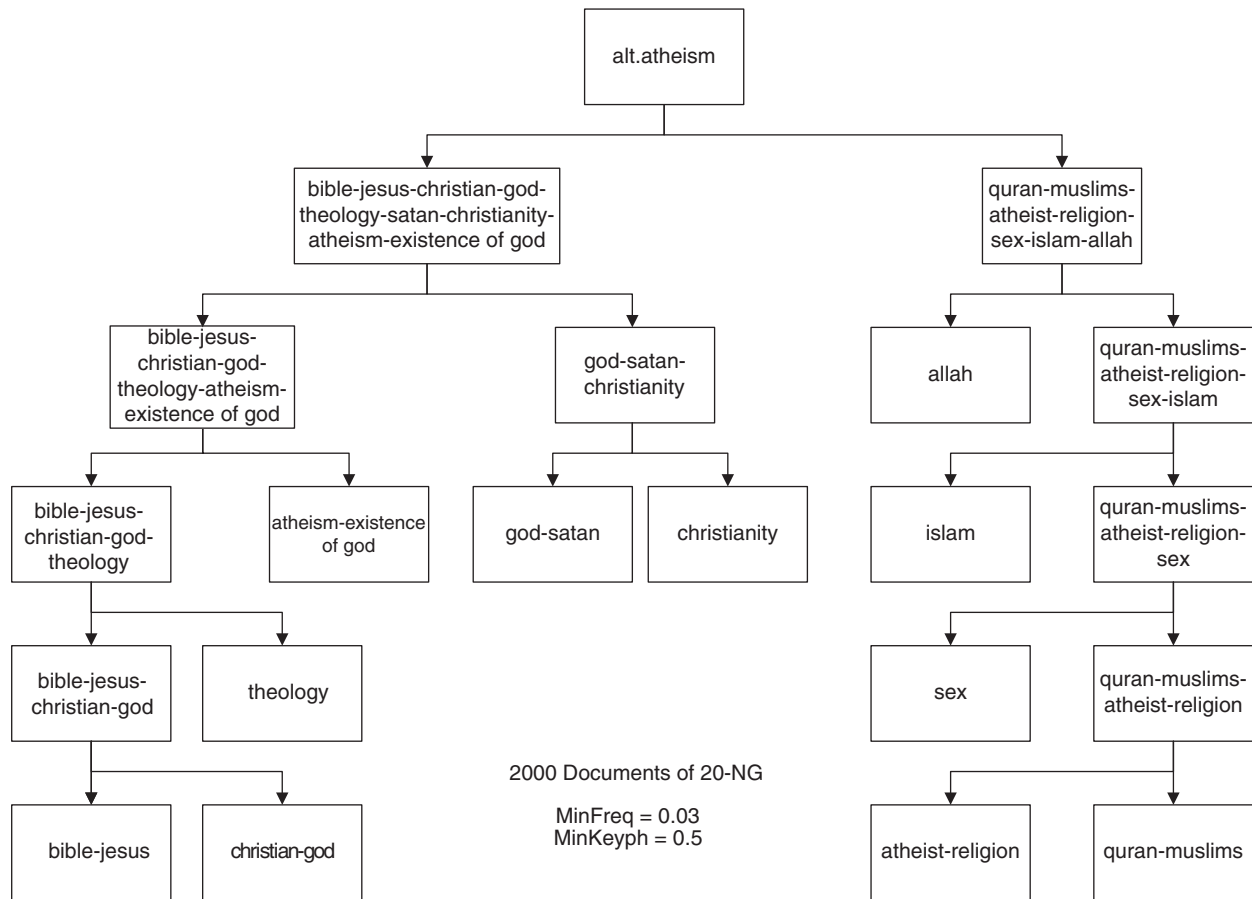 alt.atheism
bible-jesus-christian-god-
theology-satan-christianity-
atheism-existence of god
quran-muslims-
atheist-religion-
sex-islam-allah
bible-jesus-
christian-god-
theology-atheism-
existence of god
god-satan-
christianity
allah
quran-muslims-
atheist-religion-
sex-islam
bible-jesus-
christian-god-
theology
atheism-existence
of god
god-satan
christianity
islam
quran-muslims-
atheist-religion-
sex
bible-jesus-
christian-god
theology
sex
quran-muslims-
atheist-religion
2000 Documents of 20-NG
MinFreq = 0.03
MinKeyph = 0.5
bible-jesus
christian-god
atheist-religion
quran-muslims